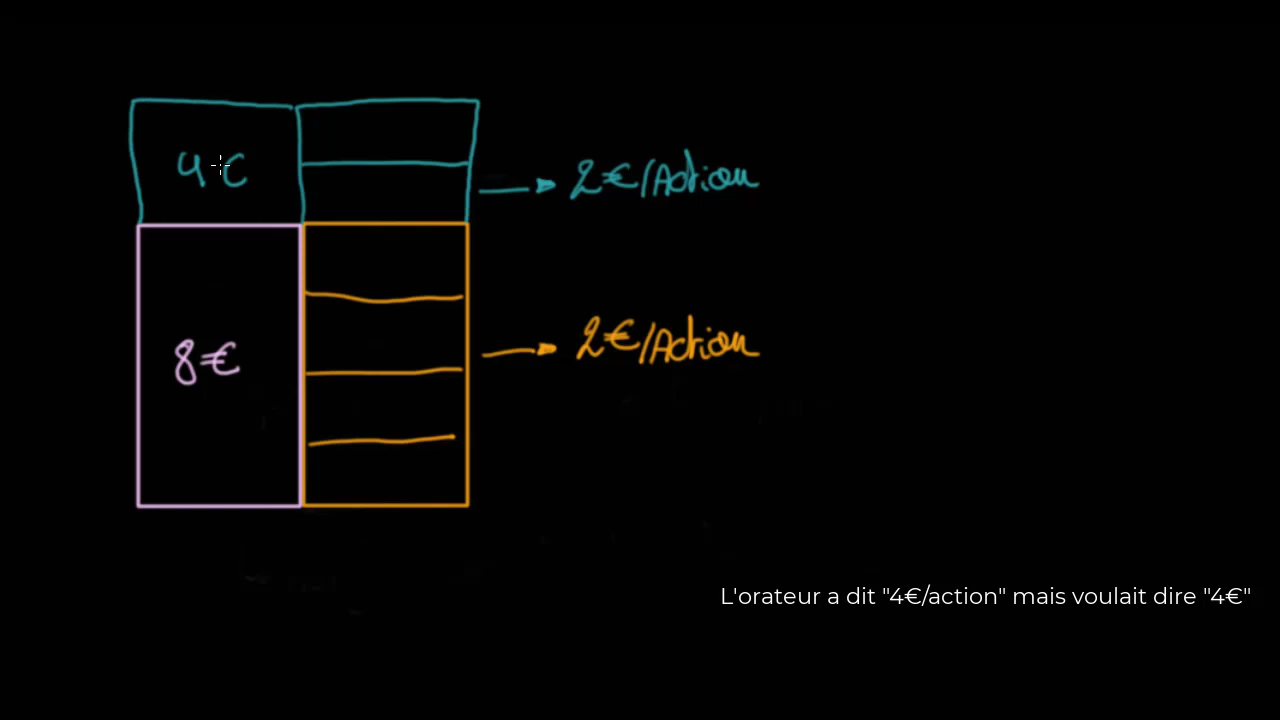 4€
2€/Action
8€
2€/Action
L'orateur a dit "4€/action" mais voulait dire "4€"